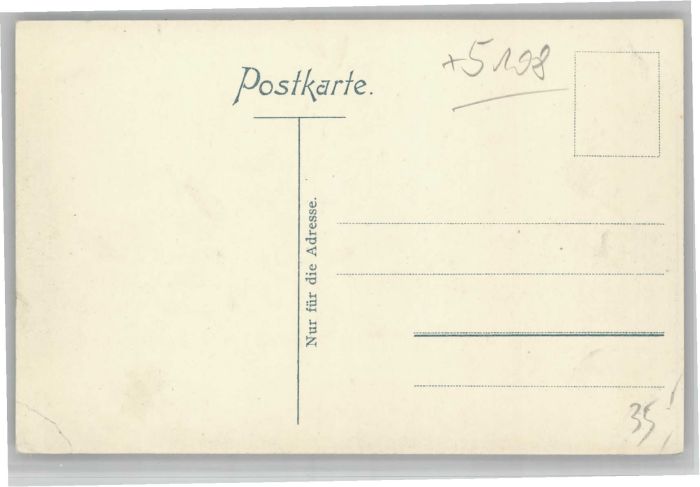 Postkarte.
+5108
Nur für die Adresse.
35,-